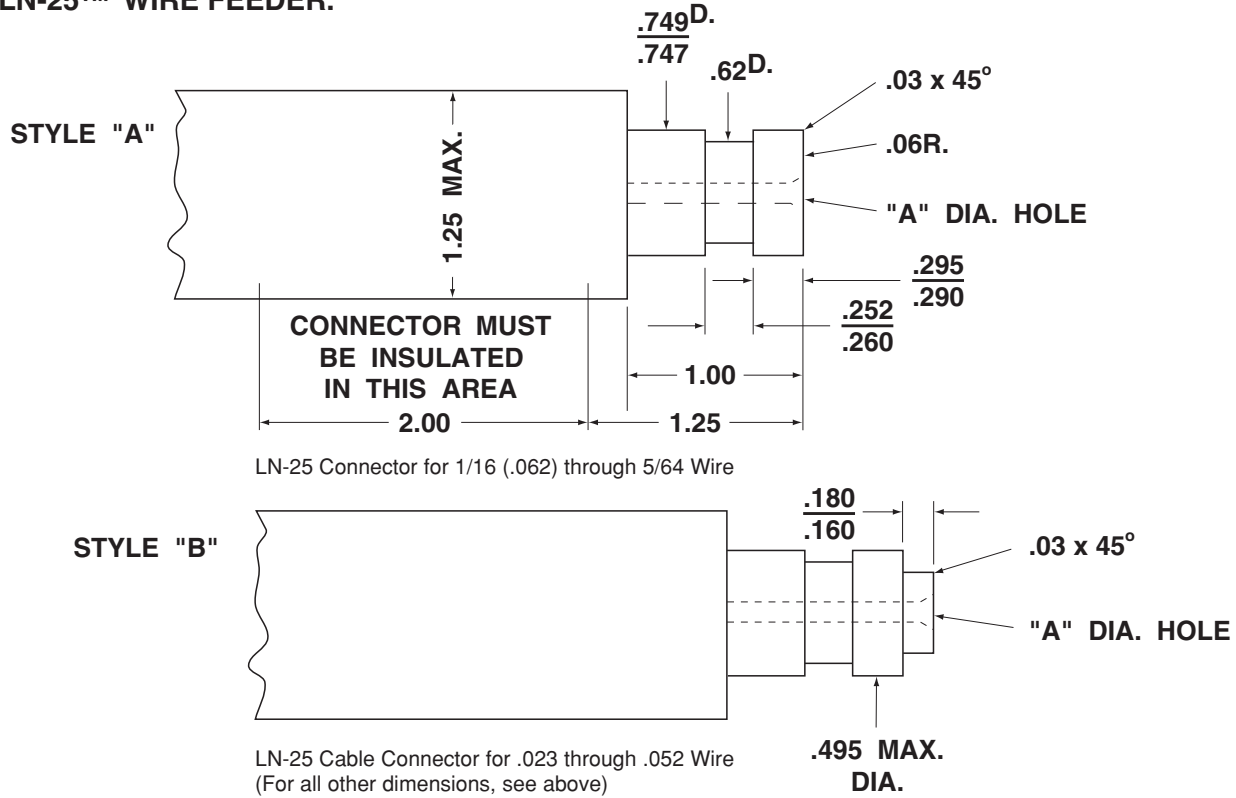 LN-25™ WIRE FEEDER.
.749 D.
.747
.62 D.
.03 x 45°
STYLE "A"
1.25 MAX.
.06R.
"A" DIA. HOLE
.295
.290
.252
.260
CONNECTOR MUST
BE INSULATED
IN THIS AREA
1.00
2.00
1.25
LN-25 Connector for 1/16 (.062) through 5/64 Wire
.180
.160
STYLE "B"
.03 x 45°
"A" DIA. HOLE
LN-25 Cable Connector for .023 through .052 Wire
(For all other dimensions, see above)
.495 MAX.
DIA.